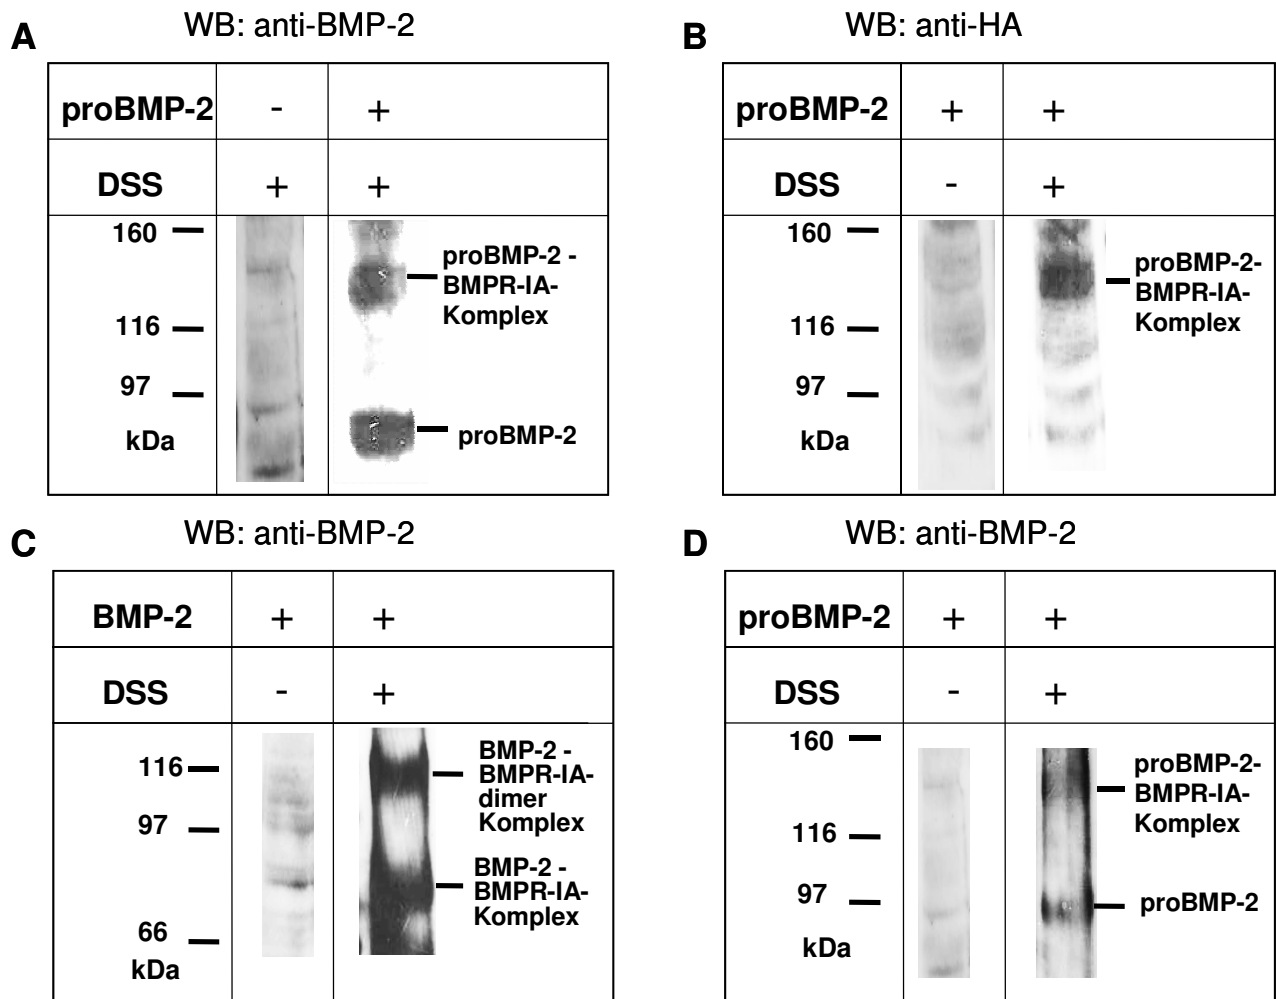 A
WB: anti-BMP-2
proBMP-2 - +
DSS + +
160
116
97
kDa
proBMP-2 -
BMPR-IA-
Komplex
proBMP-2
B
WB: anti-HA
proBMP-2 + +
DSS - +
160
116
97
kDa
proBMP-2-
BMPR-IA-
Komplex
C
WB: anti-BMP-2
BMP-2 + +
DSS - +
116
97
66
kDa
BMP-2 -
BMPR-IA-
dimer
Komplex
BMP-2 -
BMPR-IA-
Komplex
D
WB: anti-BMP-2
proBMP-2 + +
DSS - +
160
116
97
kDa
proBMP-2-
BMPR-IA-
Komplex
proBMP-2